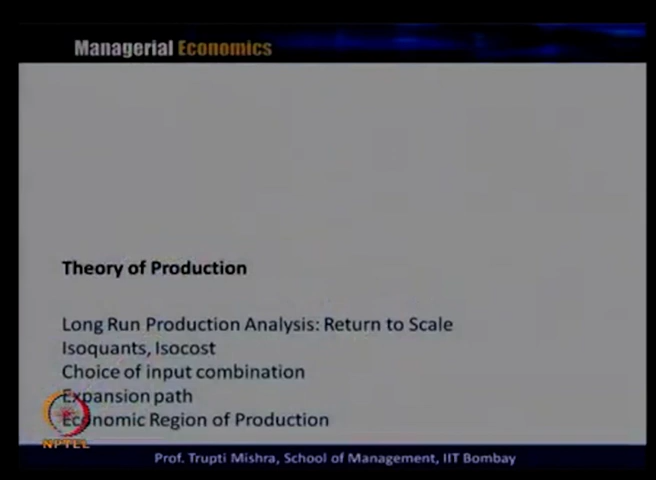 Managerial Economics
Theory of Production
Long Run Production Analysis: Return to Scale
Isoquants, Isocost
Choice of input combination
Expansion path
Economic Region of Production
NPTEL
Prof. Trupti Mishra, School of Management, IIT Bombay